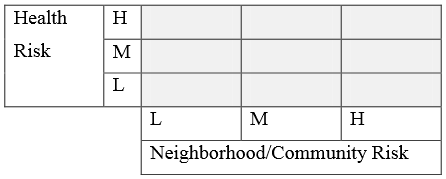 Health H
Risk M
L
L M H
Neighborhood/Community Risk